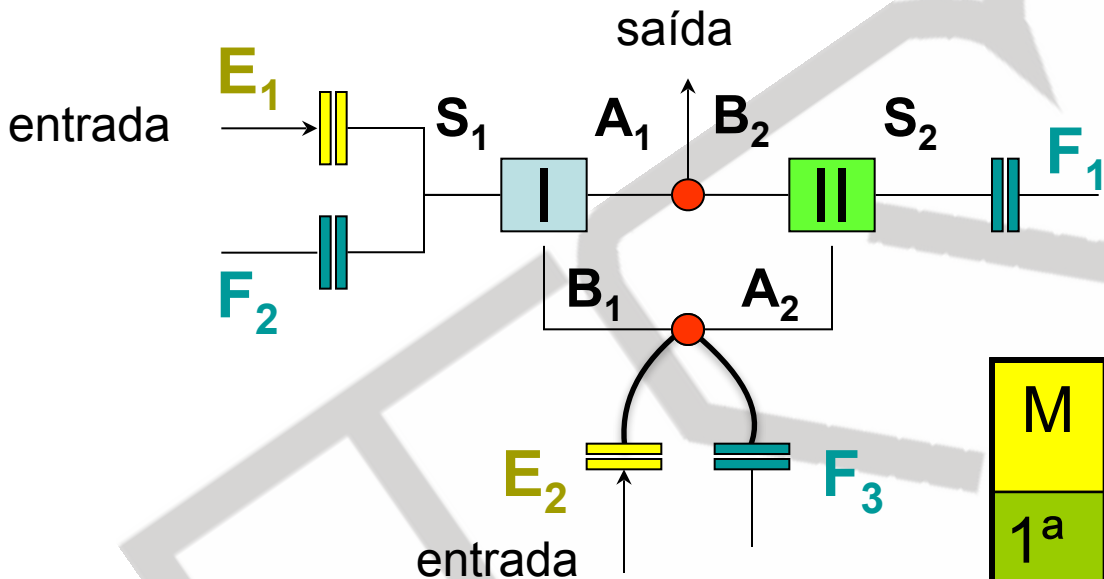 saída
E₁
entrada
S₁
A₁
B₂
S₂
F₁
I
II
F₂
B₁
A₂
M
E₂
F₃
1ª
entrada